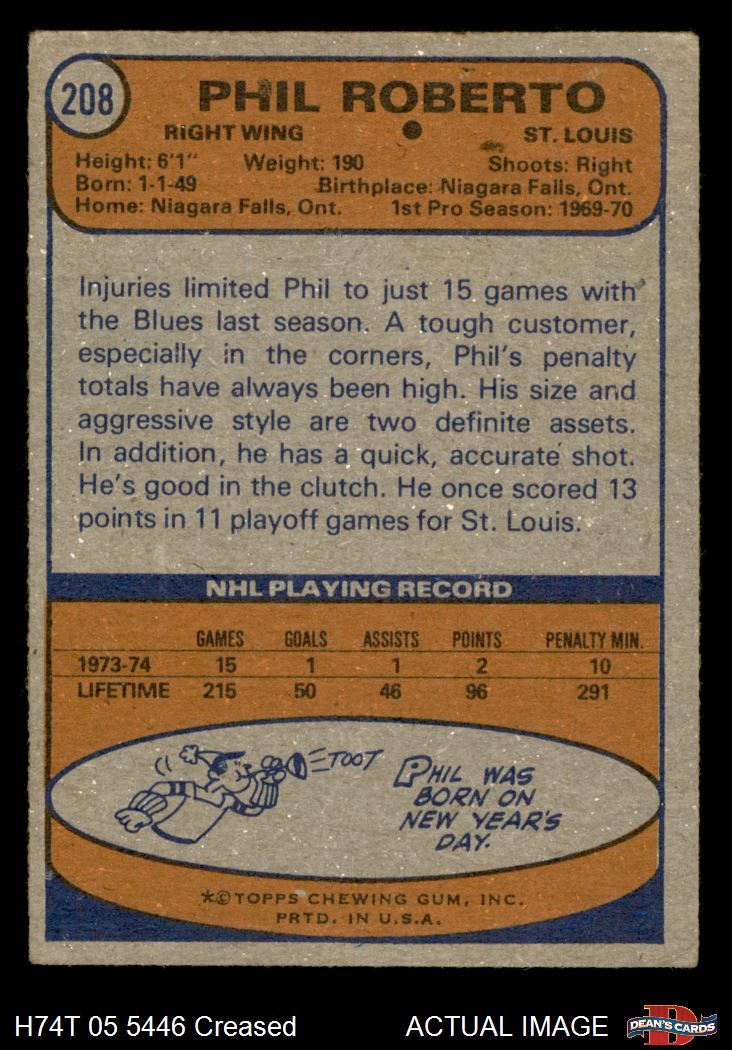 208
PHIL ROBERTO
RIGHT WING ● ST. LOUIS
Height: 6'1" Weight: 190 Shoots: Right
Born: 1-1-49 Birthplace: Niagara Falls, Ont.
Home: Niagara Falls, Ont. 1st Pro Season: 1969-70
Injuries limited Phil to just 15 games with
the Blues last season. A tough customer,
especially in the corners, Phil's penalty
totals have always been high. His size and
aggressive style are two definite assets.
In addition, he has a quick, accurate shot.
He's good in the clutch. He once scored 13
points in 11 playoff games for St. Louis.
NHL PLAYING RECORD
GAMES GOALS ASSISTS POINTS PENALTY MIN.
1973-74 15 1 1 2 10
LIFETIME 215 50 46 96 291
TOOT
PHIL WAS
BORN ON
NEW YEAR'S
DAY.
*© TOPPS CHEWING GUM, INC.
PRTD. IN U.S.A.
H74T 05 5446 Creased ACTUAL IMAGE
D
DEAN'S CARDS